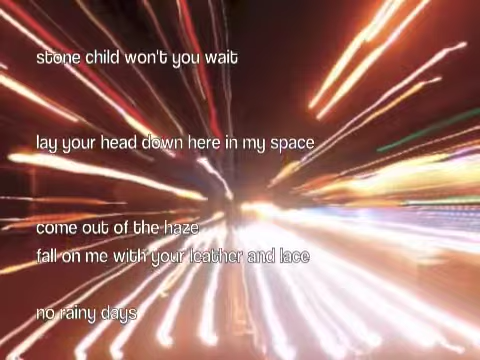 stone child won't you wait
lay your head down here in my space
come out of the haze
fall on me with your leather and lace
no rainy days